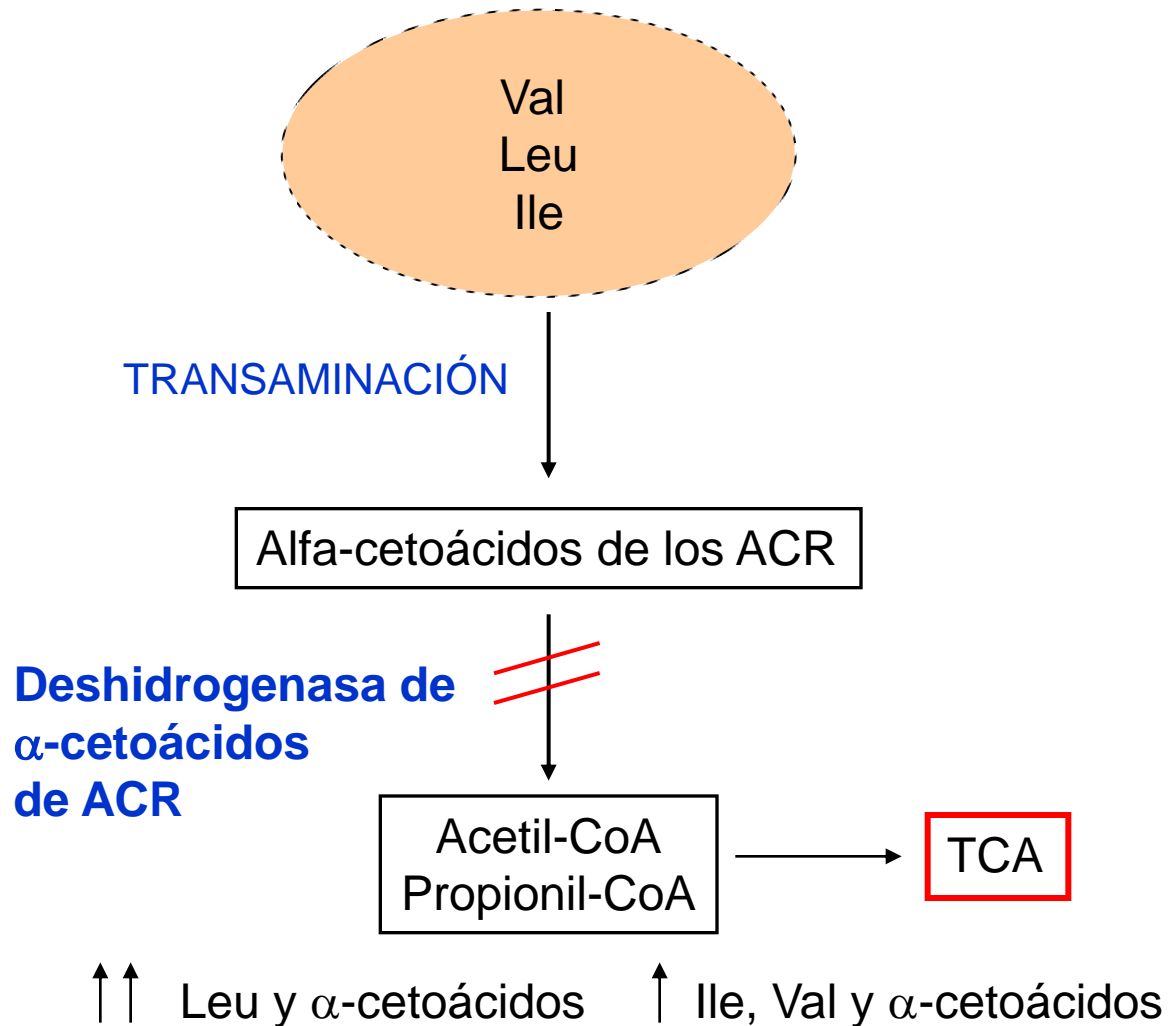 Val
Leu
Ile
TRANSAMINACIÓN
Alfa-cetoácidos de los ACR
Deshidrogenasa de
α-cetoácidos
de ACR
Acetil-CoA
Propionil-CoA
TCA
↑↑ Leu y α-cetoácidos
↑ Ile, Val y α-cetoácidos